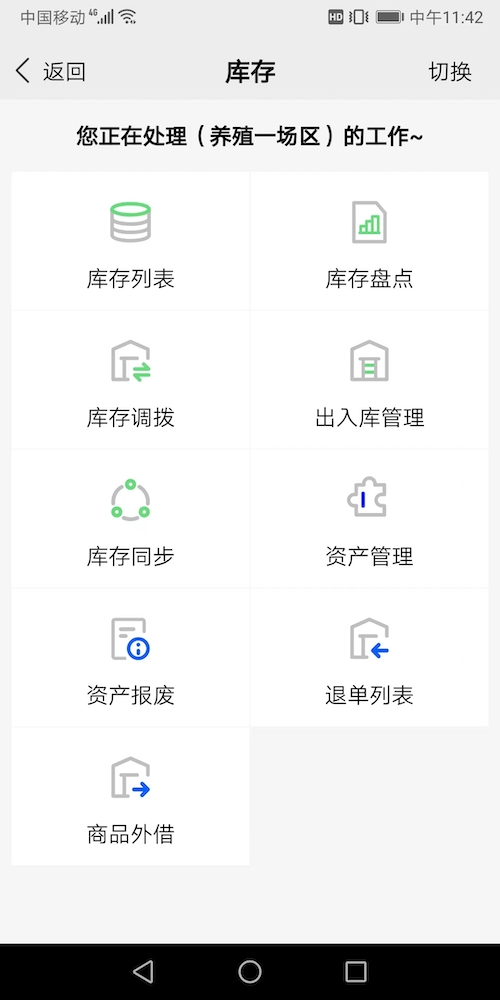 中国移动 4G HD 中午11:42
返回 库存 切换
您正在处理（养殖一场区）的工作~
库存列表 库存盘点
库存调拨 出入库管理
库存同步 资产管理
资产报废 退单列表
商品外借